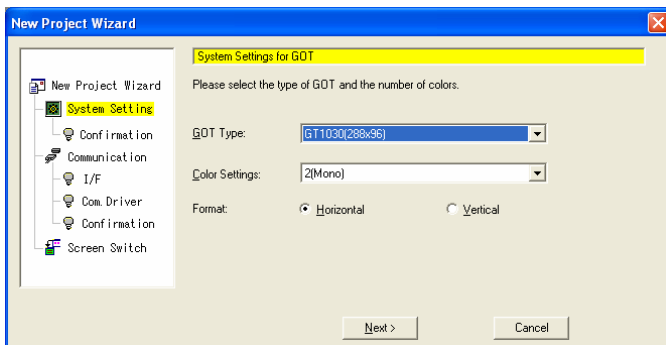 New Project Wizard
New Project Wizard
System Setting
Confirmation
Communication
I/F
Com. Driver
Confirmation
Screen Switch
System Settings for GOT
Please select the type of GOT and the number of colors.
GOT Type: GT1030(288x96)
Color Settings: 2(Mono)
Format: Horizontal Vertical
Next > Cancel